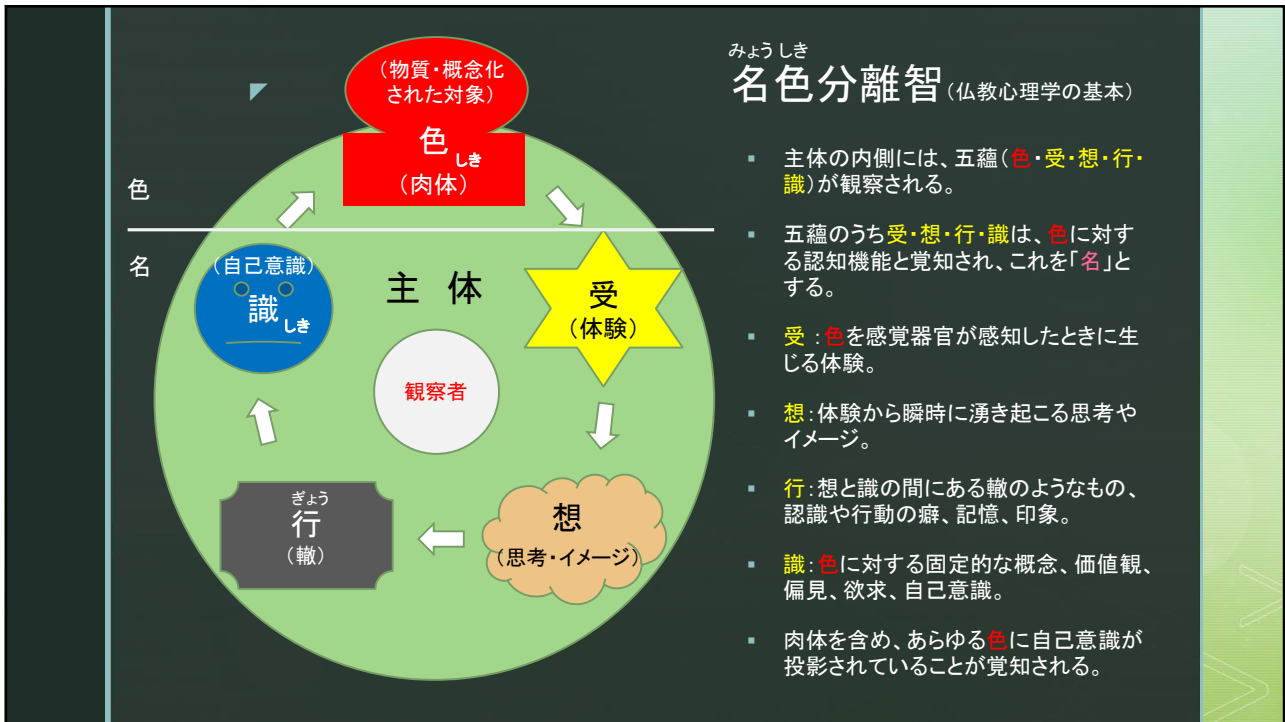 (物質・概念化
された対象)
色
しき
(肉体)
色
名
(自己意識)
識
しき
主 体
観察者
受
(体験)
想
(思考・イメージ)
ぎょう
行
(轍)
みょうしき
名色分離智(仏教心理学の基本)
▪ 主体の内側には、五蘊(色・受・想・行・
識)が観察される。
▪ 五蘊のうち受・想・行・識は、色に対す
る認知機能と覚知され、これを「名」と
する。
▪ 受:色を感覚器官が感知したときに生
じる体験。
▪ 想:体験から瞬時に湧き起こる思考や
イメージ。
▪ 行:想と識の間にある轍のようなもの、
認識や行動の癖、記憶、印象。
▪ 識:色に対する固定的な概念、価値観、
偏見、欲求、自己意識。
▪ 肉体を含め、あらゆる色に自己意識が
投影されていることが覚知される。